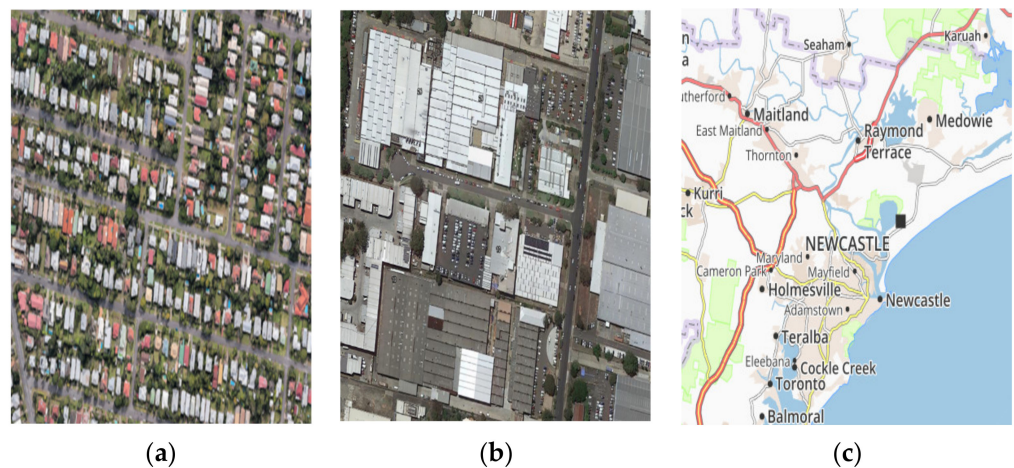 Seaham
Karuah
n
a
utherford
Maitland
Medowie
East Maitland
Raymond
Terrace
Thornton
Kurri
ck
NEWCASTLE
Maryland
Cameron Park
Mayfield
Holmesville
Newcastle
Adamstown
Teralba
Eleebana
Cockle Creek
Toronto
Balmoral
(a)
(b)
(c)